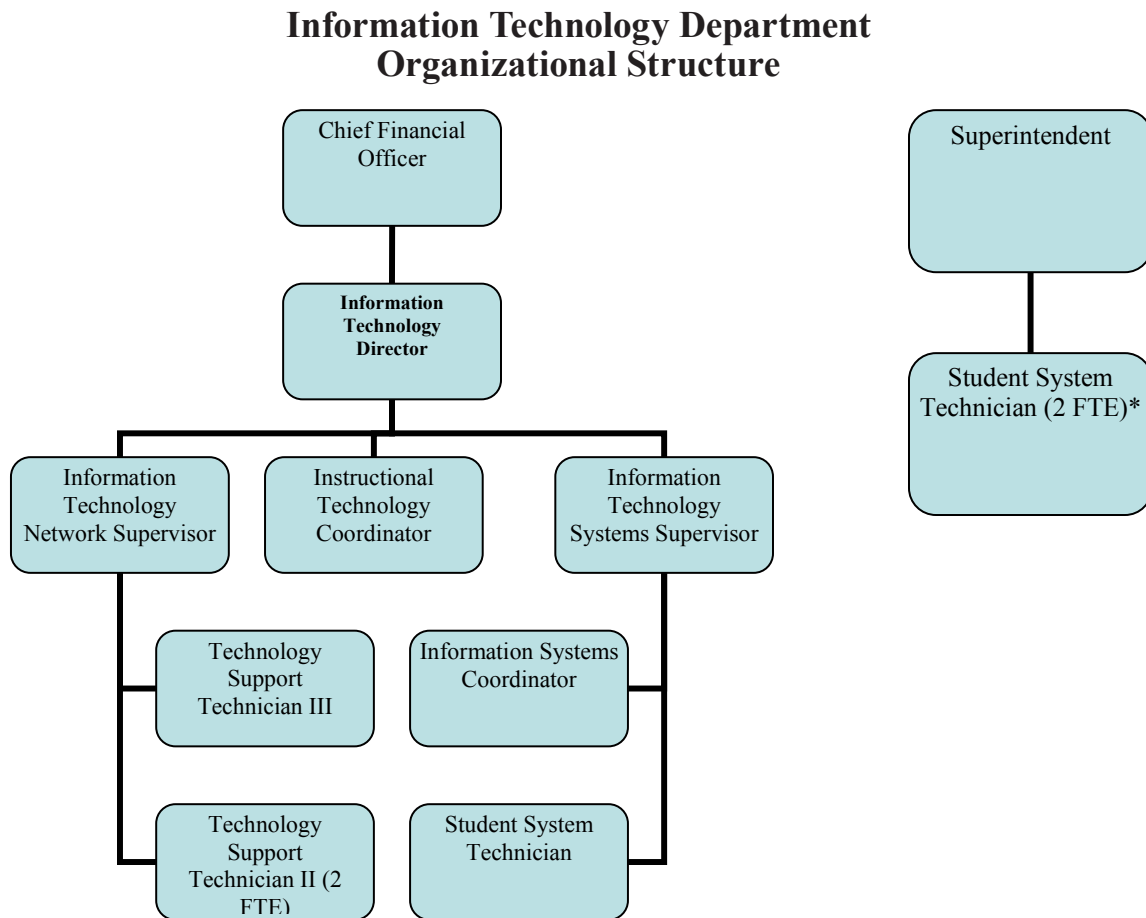 Information Technology Department
Organizational Structure
Chief Financial
Officer
Superintendent
Information
Technology
Director
Student System
Technician (2 FTE)*
Information
Technology
Network Supervisor
Instructional
Technology
Coordinator
Information
Technology
Systems Supervisor
Technology
Support
Technician III
Information Systems
Coordinator
Technology
Support
Technician II (2
FTE)
Student System
Technician